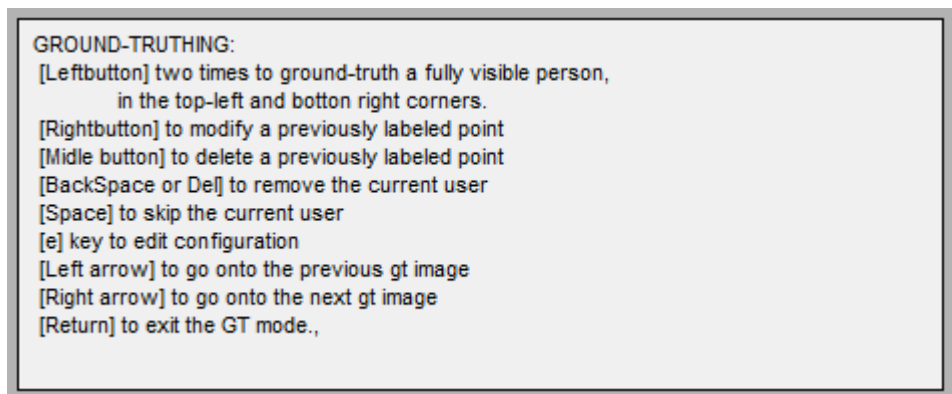 GROUND-TRUTHING:
[Leftbutton] two times to ground-truth a fully visible person,
in the top-left and botton right corners.
[Rightbutton] to modify a previously labeled point
[Midle button] to delete a previously labeled point
[BackSpace or Del] to remove the current user
[Space] to skip the current user
[e] key to edit configuration
[Left arrow] to go onto the previous gt image
[Right arrow] to go onto the next gt image
[Return] to exit the GT mode.,